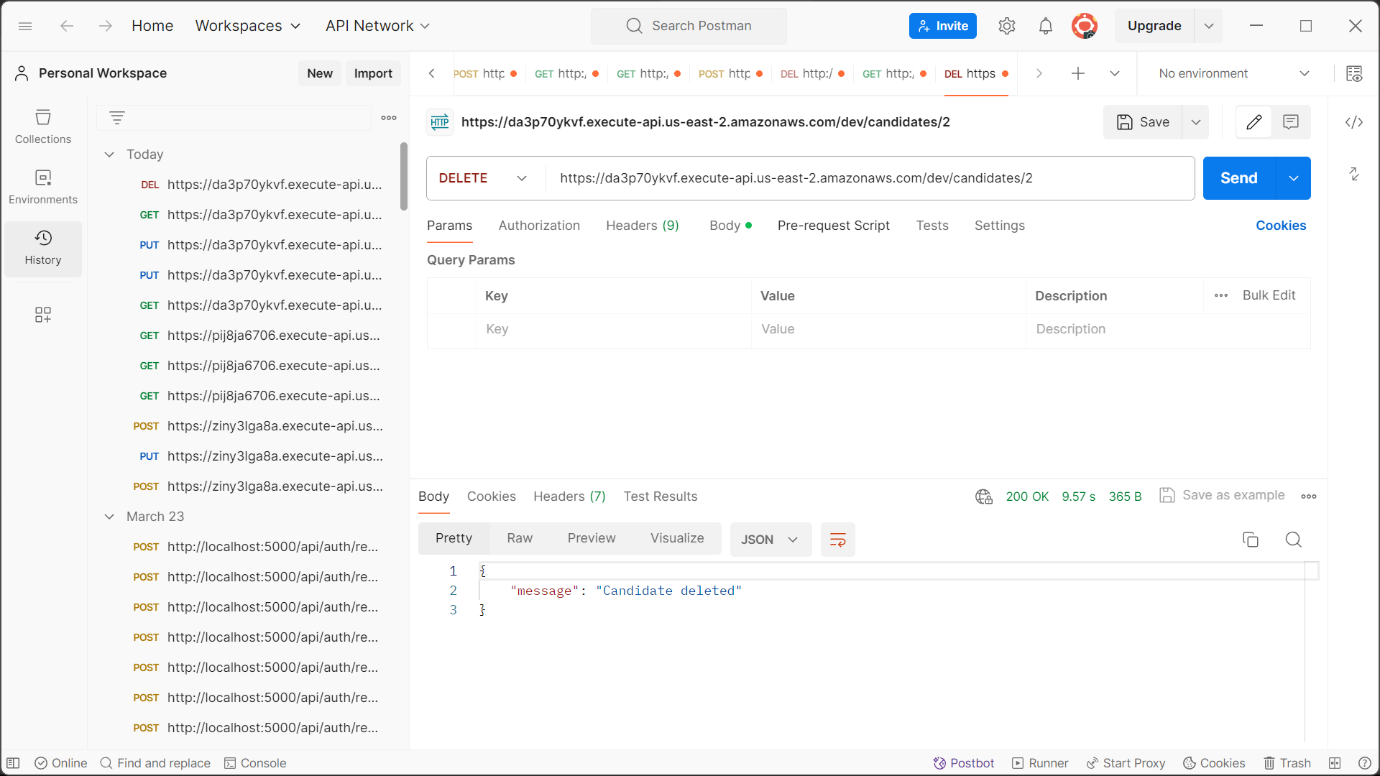 Home Workspaces API Network Search Postman Invite Upgrade
Personal Workspace New Import
POST http GET http:, GET http:, POST http DEL http:/ GET http:, DEL https No environment
HTTP https://da3p70ykvf.execute-api.us-east-2.amazonaws.com/dev/candidates/2 Save
DELETE https://da3p70ykvf.execute-api.us-east-2.amazonaws.com/dev/candidates/2 Send
Params Authorization Headers (9) Body Pre-request Script Tests Settings Cookies
Query Params
Key Value Description Bulk Edit
Key Value Description
Collections
Environments
History
Today
DEL https://da3p70ykvf.execute-api.u...
GET https://da3p70ykvf.execute-api.u...
PUT https://da3p70ykvf.execute-api.u...
PUT https://da3p70ykvf.execute-api.u...
GET https://da3p70ykvf.execute-api.u...
GET https://pij8ja6706.execute-api.us...
GET https://pij8ja6706.execute-api.us...
GET https://pij8ja6706.execute-api.us...
POST https://ziny3lga8a.execute-api.us...
PUT https://ziny3lga8a.execute-api.us...
POST https://ziny3lga8a.execute-api.us...
March 23
POST http://localhost:5000/api/auth/re...
POST http://localhost:5000/api/auth/re...
POST http://localhost:5000/api/auth/re...
POST http://localhost:5000/api/auth/re...
POST http://localhost:5000/api/auth/re...
POST http://localhost:5000/api/auth/re...
POST http://localhost:5000/api/auth/re...
Body Cookies Headers (7) Test Results 200 OK 9.57 s 365 B Save as example
Pretty Raw Preview Visualize JSON
1 {
2 "message": "Candidate deleted"
3 }
Online Find and replace Console Postbot Runner Start Proxy Cookies Trash